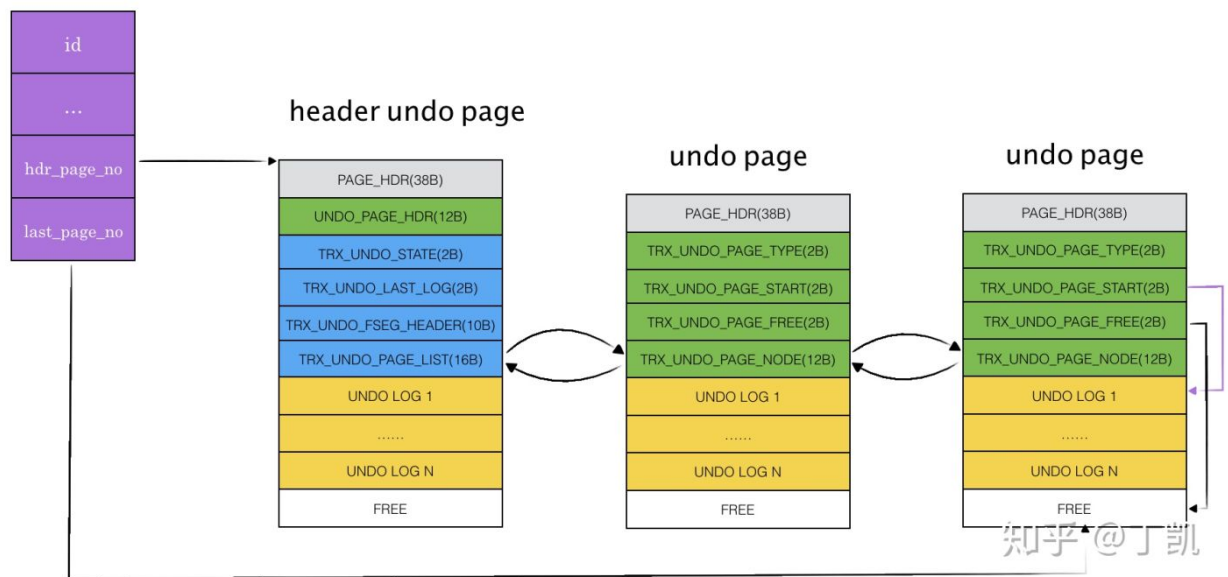 id
...
hdr_page_no
last_page_no
header undo page
PAGE_HDR(38B)
UNDO_PAGE_HDR(12B)
TRX_UNDO_STATE(2B)
TRX_UNDO_LAST_LOG(2B)
TRX_UNDO_FSEG_HEADER(10B)
TRX_UNDO_PAGE_LIST(16B)
UNDO LOG 1
......
UNDO LOG N
FREE
undo page
PAGE_HDR(38B)
TRX_UNDO_PAGE_TYPE(2B)
TRX_UNDO_PAGE_START(2B)
TRX_UNDO_PAGE_FREE(2B)
TRX_UNDO_PAGE_NODE(12B)
UNDO LOG 1
......
UNDO LOG N
FREE
undo page
PAGE_HDR(38B)
TRX_UNDO_PAGE_TYPE(2B)
TRX_UNDO_PAGE_START(2B)
TRX_UNDO_PAGE_FREE(2B)
TRX_UNDO_PAGE_NODE(12B)
UNDO LOG 1
......
UNDO LOG N
FREE
知乎 @丁凯